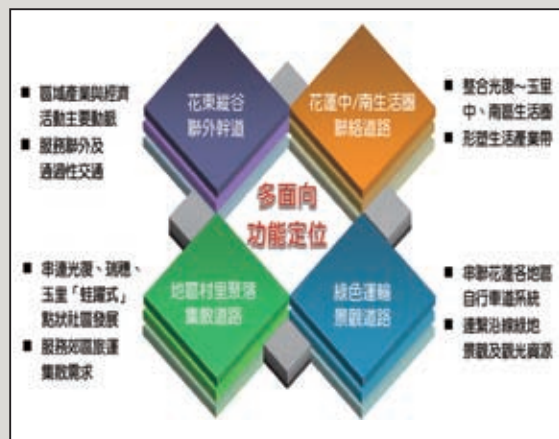 花東縱谷
聯外幹道
■ 區域產業與經濟
活動主要動脈
■ 服務聯外及
通過性交通
花蓮中/南生活圈
聯絡道路
■ 整合光復~玉里
中、南區生活圈
■ 形塑生活產業帶
多面向
功能定位
地區村里聚落
集散道路
■ 串連光復、瑞穗、
玉里「蛙躍式」
點狀社區發展
■ 服務郊區旅運
集散需求
綠色運輸
景觀道路
■ 串聯花蓮各地區
自行車道系統
■ 連繫沿線綠地
景觀及觀光資源